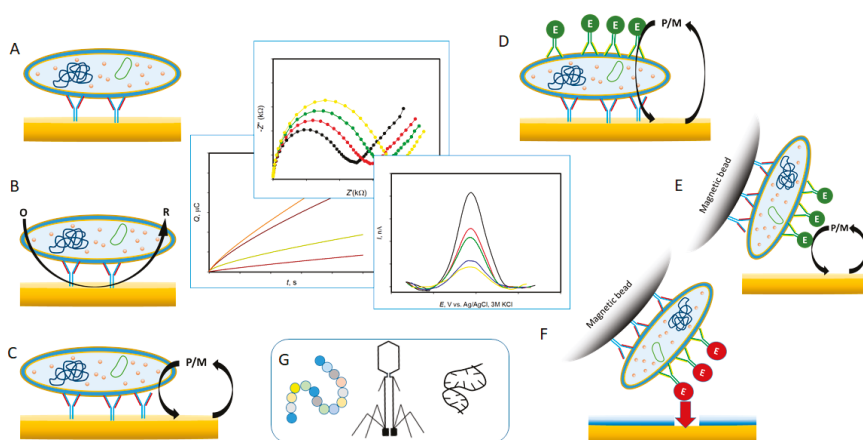 A
B
O
R
C
P/M
-Z" (kΩ)
Z'(kΩ)
Q, μC
t, s
I, nA
E, V vs. Ag/AgCl, 3M KCl
G
D
E
E
E
E
P/M
E
Magnetic bead
E
E
E
P/M
F
Magnetic bead
E
E
E